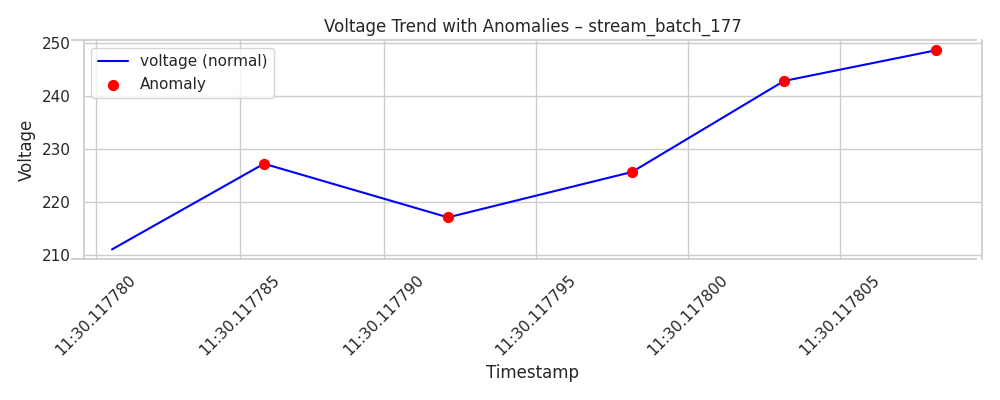 Voltage Trend with Anomalies – stream_batch_177
voltage (normal)
Anomaly
Voltage
250
240
230
220
210
11:30.117780
11:30.117785
11:30.117790
11:30.117795
11:30.117800
11:30.117805
Timestamp